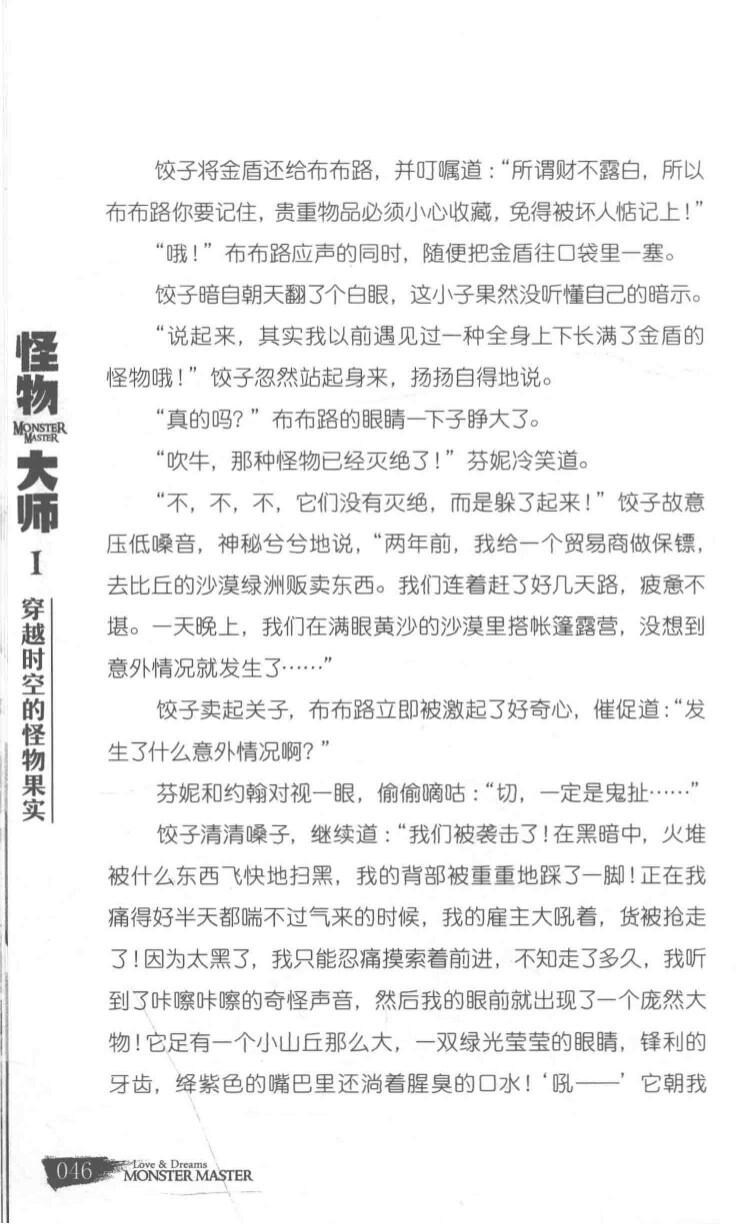 饺子将金盾还给布布路，并叮嘱道：“所谓财不露白，所以
布布路你要记住，贵重物品必须小心收藏，免得被坏人惦记上！”
“哦！”布布路应声的同时，随便把金盾往口袋里一塞。
饺子暗自朝天翻了个白眼，这小子果然没听懂自己的暗示。
“说起来，其实我以前遇见过一种全身上下长满了金盾的
怪物哦！”饺子忽然站起身来，扬扬自得地说。
“真的吗？”布布路的眼睛一下子睁大了。
“吹牛，那种怪物已经灭绝了！”芬妮冷笑道。
“不，不，不，它们没有灭绝，而是躲了起来！”饺子故意
压低嗓音，神秘兮兮地说，“两年前，我给一个贸易商做保镖，
去比丘的沙漠绿洲贩卖东西。我们连着赶了好几天路，疲惫不
堪。一天晚上，我们在满眼黄沙的沙漠里搭帐篷露营，没想到
意外情况就发生了……”
饺子卖起关子，布布路立即被激起了好奇心，催促道：“发
生了什么意外情况啊？”
芬妮和约翰对视一眼，偷偷嘀咕：“切，一定是鬼扯……”
饺子清清嗓子，继续道：“我们被袭击了！在黑暗中，火堆
被什么东西飞快地扫黑，我的背部被重重地踩了一脚！正在我
痛得好半天都喘不过气来的时候，我的雇主大吼着，货被抢走
了！因为太黑了，我只能忍痛摸索着前进，不知走了多久，我听
到了咔嚓咔嚓的奇怪声音，然后我的眼前就出现了一个庞然大
物！它足有一个小山丘那么大，一双绿光莹莹的眼睛，锋利的
牙齿，绛紫色的嘴巴里还淌着腥臭的口水！‘吼——’它朝我
怪物
MONSTER
MASTER
大师
I
穿越时空的怪物果实
046
Love & Dreams
MONSTER MASTER